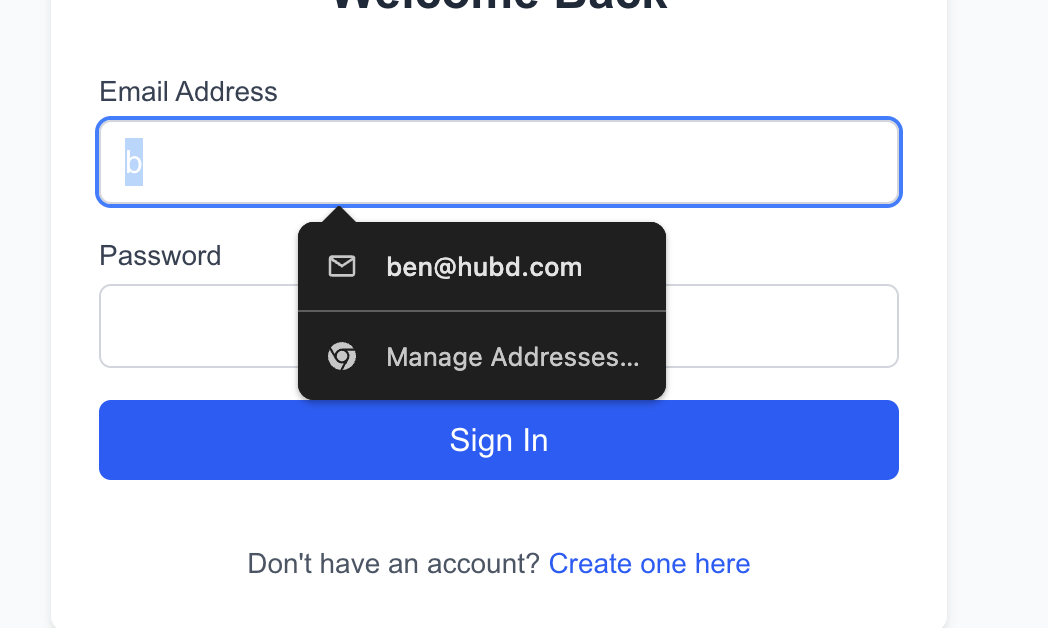 Welcome Back
Email Address
b
Password
ben@hubd.com
Manage Addresses...
Sign In
Don't have an account? Create one here